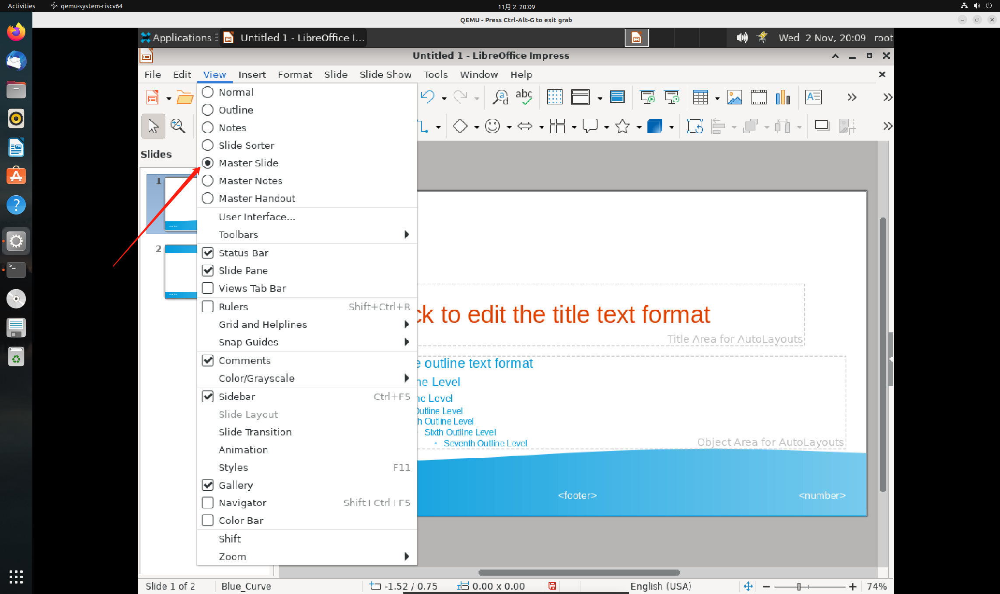 Activities
qemu-system-riscv64
11月 2 20:09
QEMU - Press Ctrl-Alt-G to exit grab
Applications
Untitled 1 - LibreOffice I...
Wed 2 Nov, 20:09 root
Untitled 1 - LibreOffice Impress
File Edit View Insert Format Slide Slide Show Tools Window Help
abc
Slides
1
2
Normal
Outline
Notes
Slide Sorter
Master Slide
Master Notes
Master Handout
User Interface...
Toolbars
Status Bar
Slide Pane
Views Tab Bar
Rulers Shift+Ctrl+R
Grid and Helplines
Snap Guides
Comments
Color/Grayscale
Sidebar Ctrl+F5
Slide Layout
Slide Transition
Animation
Styles F11
Gallery
Navigator Shift+Ctrl+F5
Color Bar
Shift
Zoom
ck to edit the title text format
Title Area for AutoLayouts
e outline text format
ne Level
ne Level
Outline Level
h Outline Level
Sixth Outline Level
• Seventh Outline Level
Object Area for AutoLayouts
<footer>
<number>
Slide 1 of 2
Blue_Curve
-1.52 / 0.75
0.00 x 0.00
English (USA)
74%